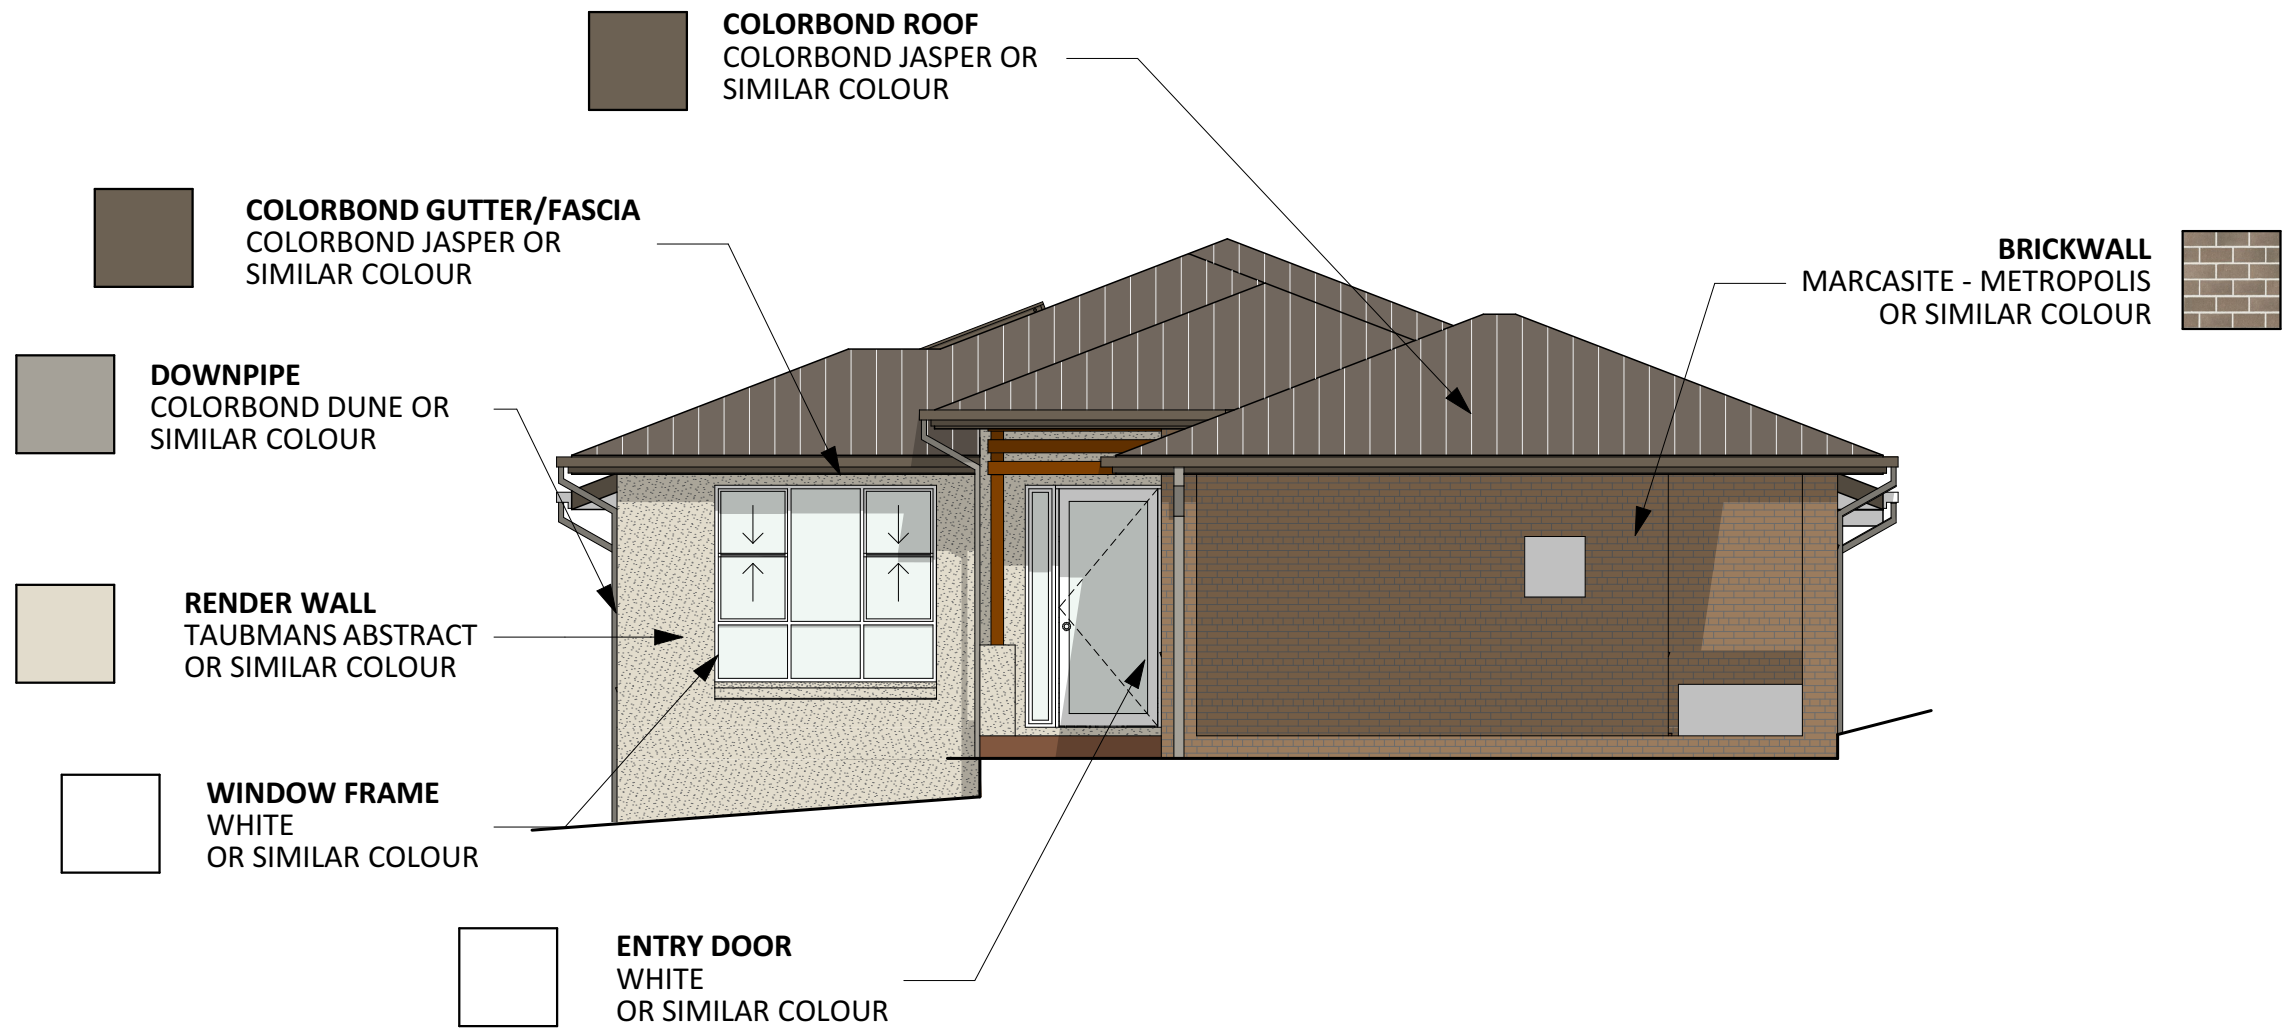 COLORBOND ROOF
COLORBOND JASPER OR
SIMILAR COLOUR
COLORBOND GUTTER/FASCIA
COLORBOND JASPER OR
SIMILAR COLOUR
BRICKWALL
MARCASITE - METROPOLIS
OR SIMILAR COLOUR
DOWNPIPE
COLORBOND DUNE OR
SIMILAR COLOUR
RENDER WALL
TAUBMANS ABSTRACT
OR SIMILAR COLOUR
WINDOW FRAME
WHITE
OR SIMILAR COLOUR
ENTRY DOOR
WHITE
OR SIMILAR COLOUR